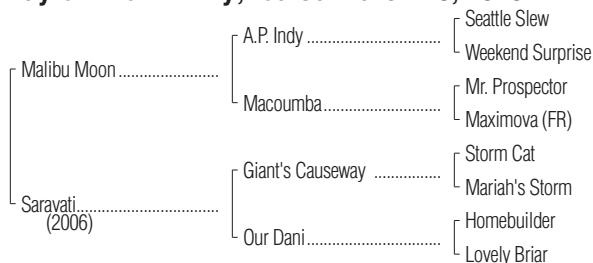 Seattle Slew
A.P. Indy
Weekend Surprise
Malibu Moon
Mr. Prospector
Macoumba
Maximova (FR)
Storm Cat
Giant's Causeway
Mariah's Storm
Saravati
(2006)
Homebuilder
Our Dani
Lovely Briar